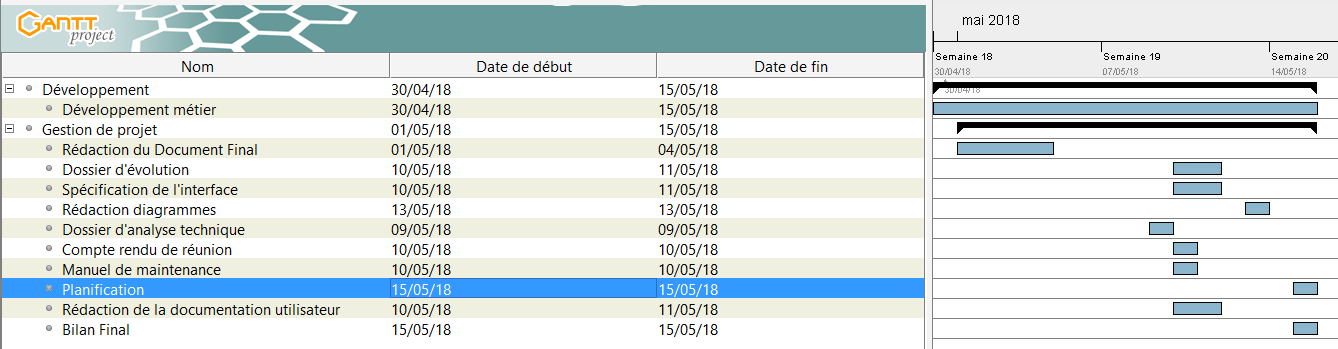 GANTT
project
mai 2018
Semaine 18 Semaine 19 Semaine 20
30/04/18 07/05/18 14/05/18
Nom Date de début Date de fin
Développement 30/04/18 15/05/18
30/04/18
Développement métier 30/04/18 15/05/18
Gestion de projet 01/05/18 15/05/18
Rédaction du Document Final 01/05/18 04/05/18
Dossier d'évolution 10/05/18 11/05/18
Spécification de l'interface 10/05/18 11/05/18
Rédaction diagrammes 13/05/18 13/05/18
Dossier d'analyse technique 09/05/18 09/05/18
Compte rendu de réunion 10/05/18 10/05/18
Manuel de maintenance 10/05/18 10/05/18
Planification 15/05/18 15/05/18
Rédaction de la documentation utilisateur 10/05/18 11/05/18
Bilan Final 15/05/18 15/05/18